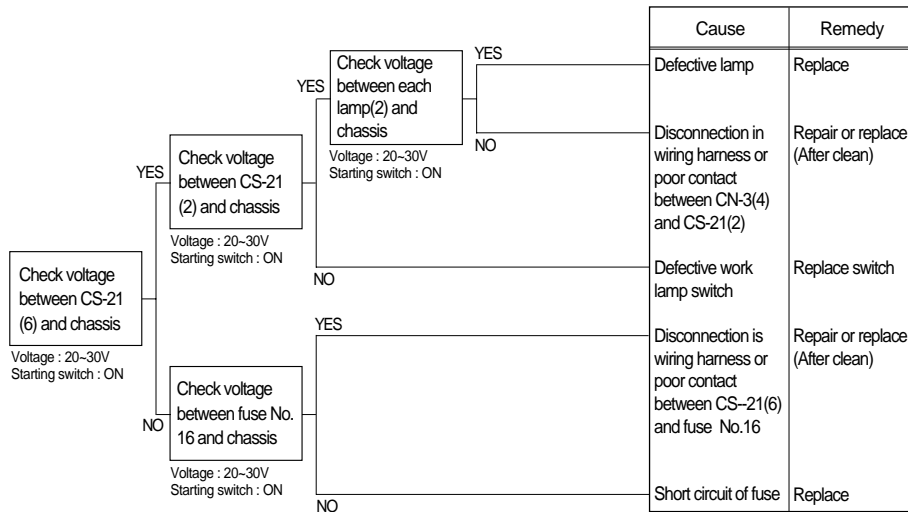 Cause Remedy
Check voltage
between each
lamp(2) and
chassis
Voltage : 20~30V
Starting switch : ON
YES
YES
NO
Defective lamp Replace
Disconnection in Repair or replace
wiring harness or (After clean)
poor contact
between CN-3(4)
and CS-21(2)
YES
Check voltage
between CS-21
(2) and chassis
Voltage : 20~30V
Starting switch : ON
NO
Defective work Replace switch
lamp switch
Check voltage
between CS-21
(6) and chassis
Voltage : 20~30V
Starting switch : ON
YES
Disconnection is Repair or replace
wiring harness or (After clean)
poor contact
between CS--21(6)
and fuse No.16
NO
Check voltage
between fuse No.
16 and chassis
Voltage : 20~30V
Starting switch : ON
NO
Short circuit of fuse Replace